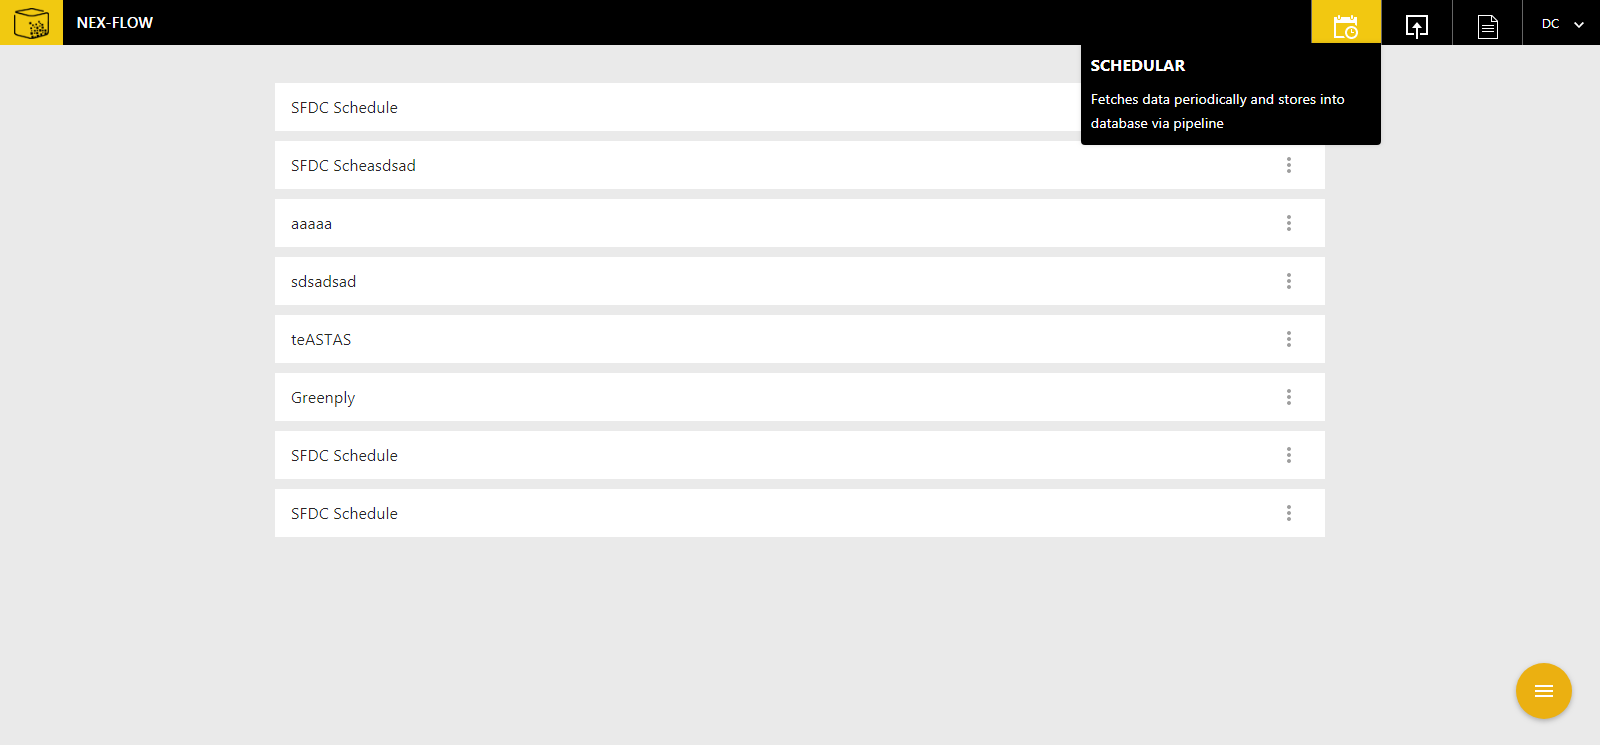 NEX-FLOW
DC
SCHEDULAR
Fetches data periodically and stores into
database via pipeline
SFDC Schedule
SFDC Scheasdsad
aaaaa
sdsadsad
teASTAS
Greenply
SFDC Schedule
SFDC Schedule